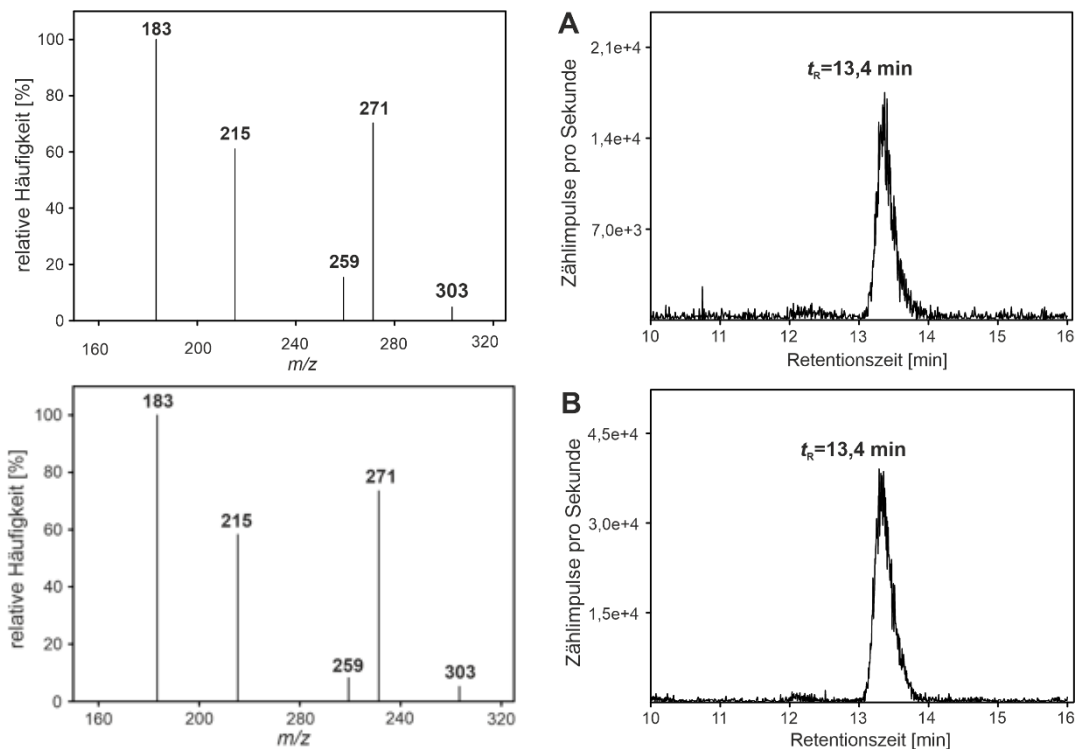 relative Häufigkeit [%]
100
80
60
40
20
0
183
215
271
259
303
160
200
240
280
320
m/z
A
Zählimpulse pro Sekunde
2,1e+4
1,4e+4
7,0e+3
tR=13,4 min
10
11
12
13
14
15
16
Retentionszeit [min]
relative Häufigkeit [%]
100
80
60
40
20
0
183
215
271
259
303
160
200
240
280
320
m/z
B
Zählimpulse pro Sekunde
4,5e+4
3,0e+4
1,5e+4
tR=13,4 min
10
11
12
13
14
15
16
Retentionszeit [min]